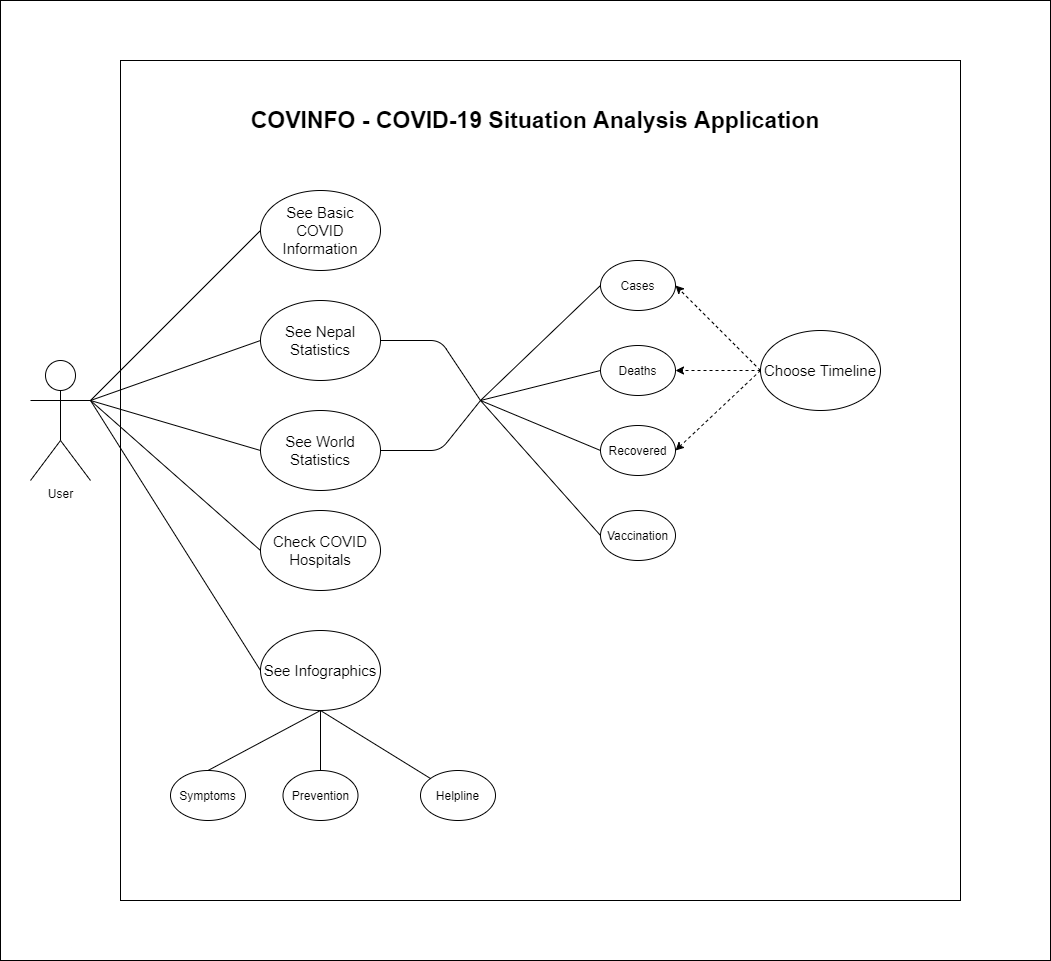 COVINFO - COVID-19 Situation Analysis Application
See Basic
COVID
Information
See Nepal
Statistics
See World
Statistics
Check COVID
Hospitals
See Infographics
Symptoms
Prevention
Helpline
Cases
Deaths
Recovered
Vaccination
Choose Timeline
User